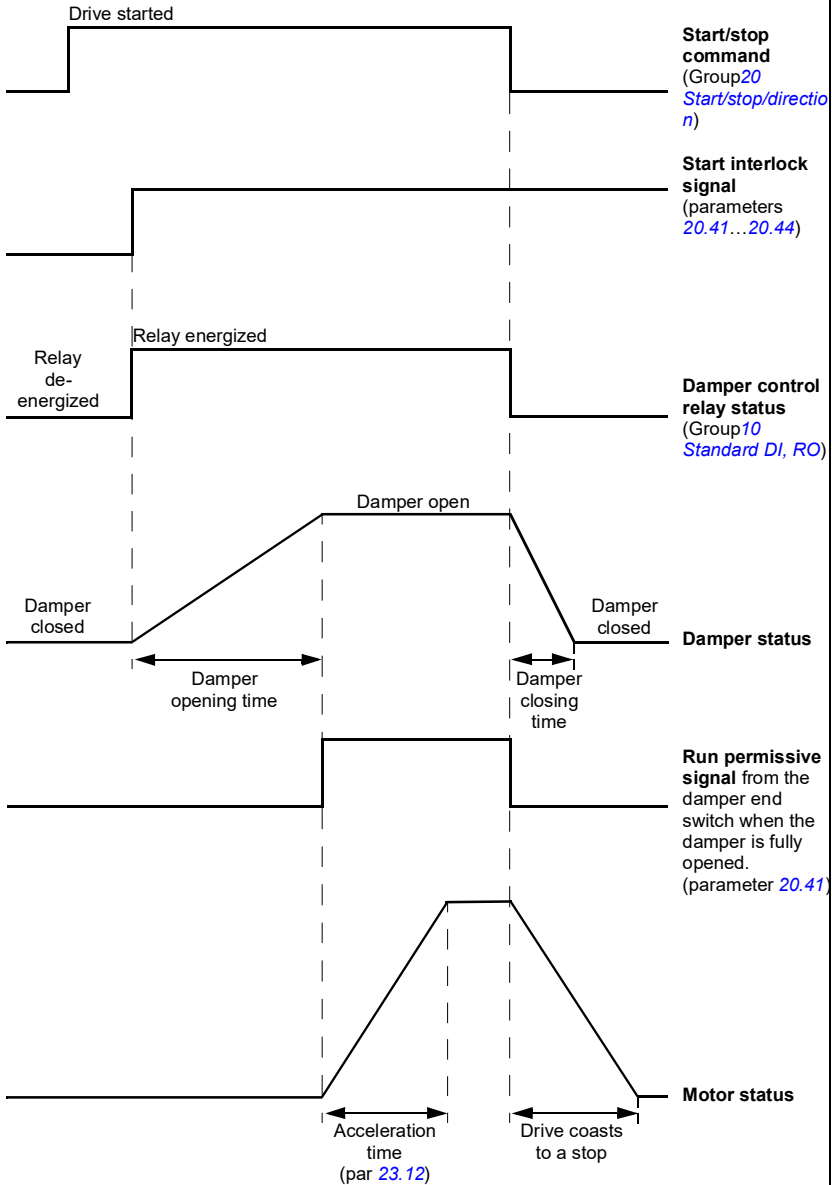 Drive started
Start/stop
command
(Group20
Start/stop/directio
n)
Start interlock
signal
(parameters
20.41…20.44)
Relay energized
Relay
de-
energized
Damper control
relay status
(Group10
Standard DI, RO)
Damper open
Damper
closed
Damper
closed
Damper status
Damper
opening time
Damper
closing
time
Run permissive
signal from the
damper end
switch when the
damper is fully
opened.
(parameter 20.41)
Motor status
Acceleration
time
(par 23.12)
Drive coasts
to a stop